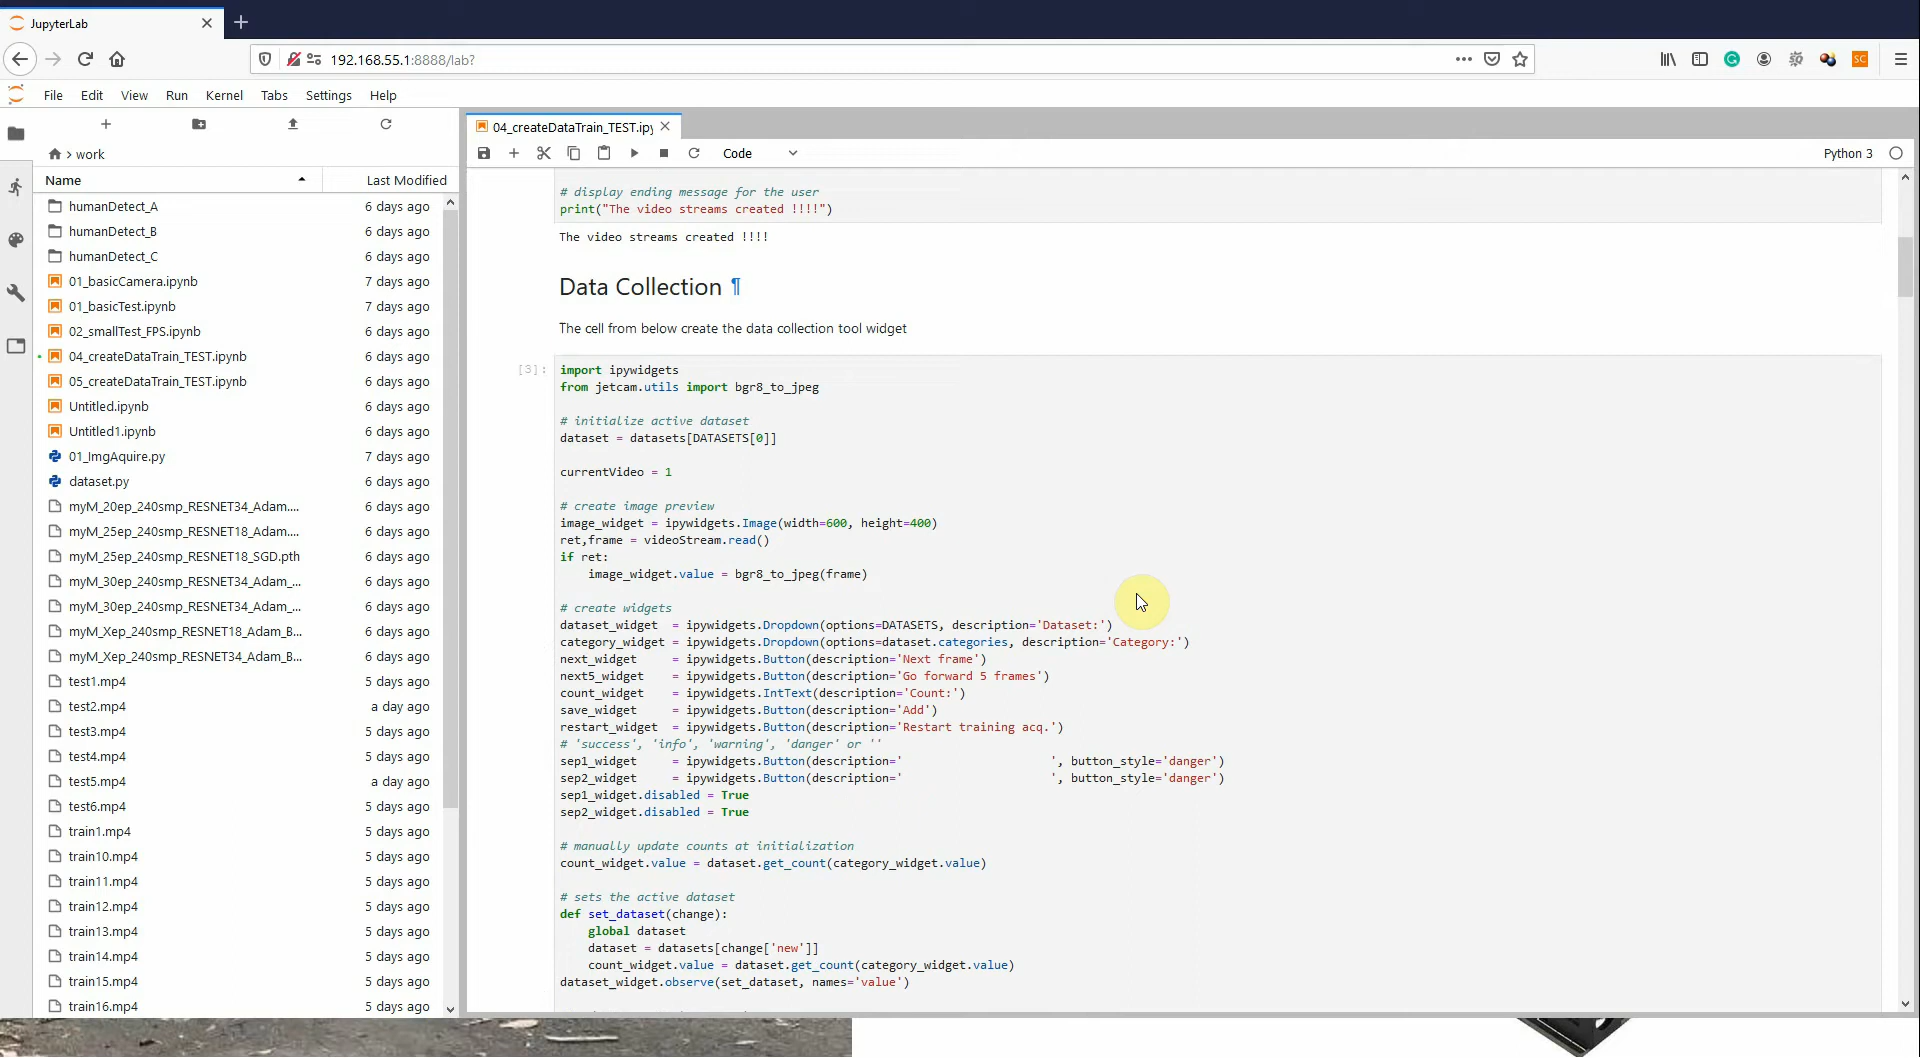 JupyterLab
192.168.55.1:8888/lab?
SC
File Edit View Run Kernel Tabs Settings Help
work
Name Last Modified
humanDetect_A 6 days ago
humanDetect_B 6 days ago
humanDetect_C 6 days ago
01_basicCamera.ipynb 7 days ago
01_basicTest.ipynb 7 days ago
02_smallTest_FPS.ipynb 6 days ago
04_createDataTrain_TEST.ipynb 6 days ago
05_createDataTrain_TEST.ipynb 6 days ago
Untitled.ipynb 6 days ago
Untitled1.ipynb 6 days ago
01_ImgAquire.py 7 days ago
dataset.py 6 days ago
myM_20ep_240smp_RESNET34_Adam.... 6 days ago
myM_25ep_240smp_RESNET18_Adam.... 6 days ago
myM_25ep_240smp_RESNET18_SGD.pth 6 days ago
myM_30ep_240smp_RESNET34_Adam_... 6 days ago
myM_30ep_240smp_RESNET34_Adam_... 6 days ago
myM_Xep_240smp_RESNET18_Adam_B... 6 days ago
myM_Xep_240smp_RESNET34_Adam_B... 6 days ago
test1.mp4 5 days ago
test2.mp4 a day ago
test3.mp4 5 days ago
test4.mp4 5 days ago
test5.mp4 a day ago
test6.mp4 5 days ago
train1.mp4 5 days ago
train10.mp4 5 days ago
train11.mp4 5 days ago
train12.mp4 5 days ago
train13.mp4 5 days ago
train14.mp4 5 days ago
train15.mp4 5 days ago
train16.mp4 5 days ago
04_createDataTrain_TEST.ipy
Code
Python 3
# display ending message for the user
print("The video streams created !!!!")
The video streams created !!!!
Data Collection ¶
The cell from below create the data collection tool widget
[3]:
import ipywidgets
from jetcam.utils import bgr8_to_jpeg
# initialize active dataset
dataset = datasets[DATASETS[0]]
currentVideo = 1
# create image preview
image_widget = ipywidgets.Image(width=600, height=400)
ret,frame = videoStream.read()
if ret:
    image_widget.value = bgr8_to_jpeg(frame)
# create widgets
dataset_widget  = ipywidgets.Dropdown(options=DATASETS, description='Dataset:')
category_widget = ipywidgets.Dropdown(options=dataset.categories, description='Category:')
next_widget     = ipywidgets.Button(description='Next frame')
next5_widget    = ipywidgets.Button(description='Go forward 5 frames')
count_widget    = ipywidgets.IntText(description='Count:')
save_widget     = ipywidgets.Button(description='Add')
restart_widget  = ipywidgets.Button(description='Restart training acq.')
# 'success', 'info', 'warning', 'danger' or ''
sep1_widget     = ipywidgets.Button(description='                     ', button_style='danger')
sep2_widget     = ipywidgets.Button(description='                     ', button_style='danger')
sep1_widget.disabled = True
sep2_widget.disabled = True
# manually update counts at initialization
count_widget.value = dataset.get_count(category_widget.value)
# sets the active dataset
def set_dataset(change):
    global dataset
    dataset = datasets[change['new']]
    count_widget.value = dataset.get_count(category_widget.value)
dataset_widget.observe(set_dataset, names='value')